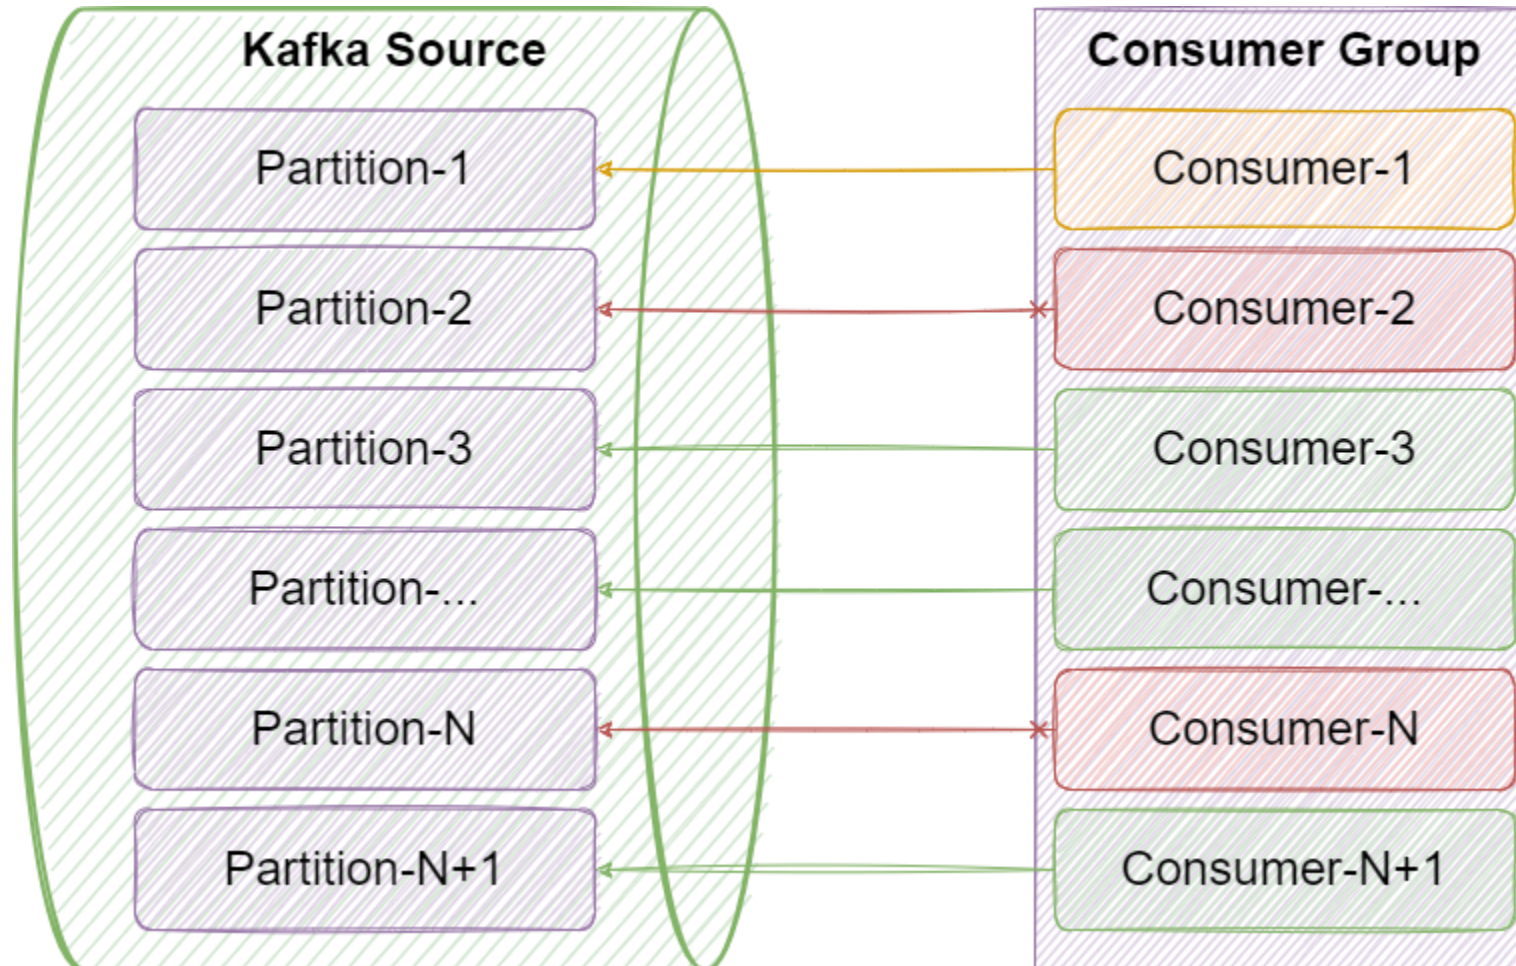 Kafka Source
Consumer Group
Partition-1
Consumer-1
Partition-2
Consumer-2
Partition-3
Consumer-3
Partition-...
Consumer-...
Partition-N
Consumer-N
Partition-N+1
Consumer-N+1